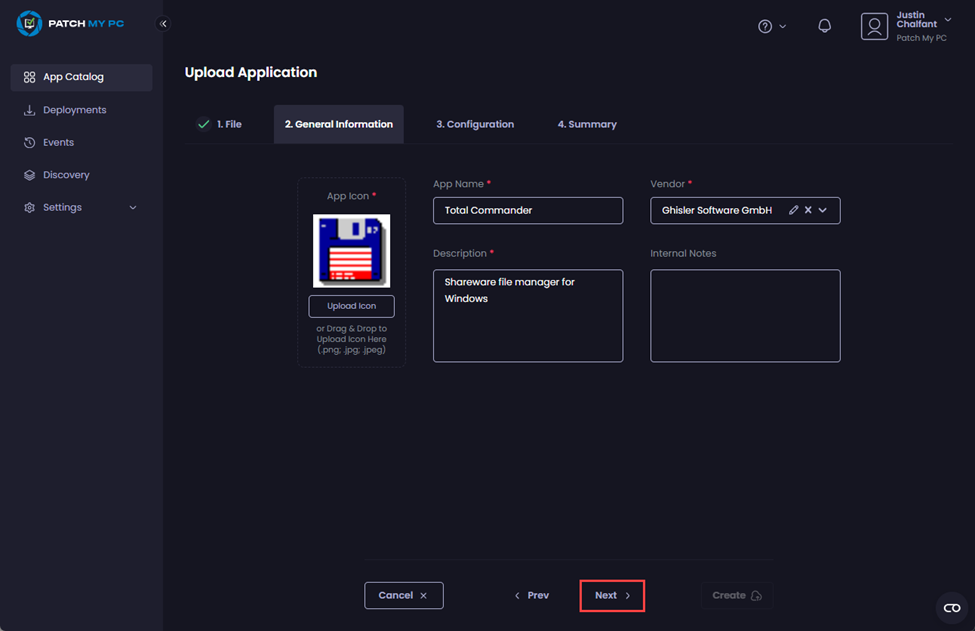 PATCH MY PC
Justin
Chalfant
Patch My PC
App Catalog
Deployments
Events
Discovery
Settings
Upload Application
1. File
2. General Information
3. Configuration
4. Summary
App Icon *
Upload Icon
or Drag & Drop to
Upload Icon Here
(.png; .jpg; .jpeg)
App Name *
Total Commander
Vendor *
Ghisler Software GmbH
Description *
Shareware file manager for
Windows
Internal Notes
Cancel
Prev
Next
Create